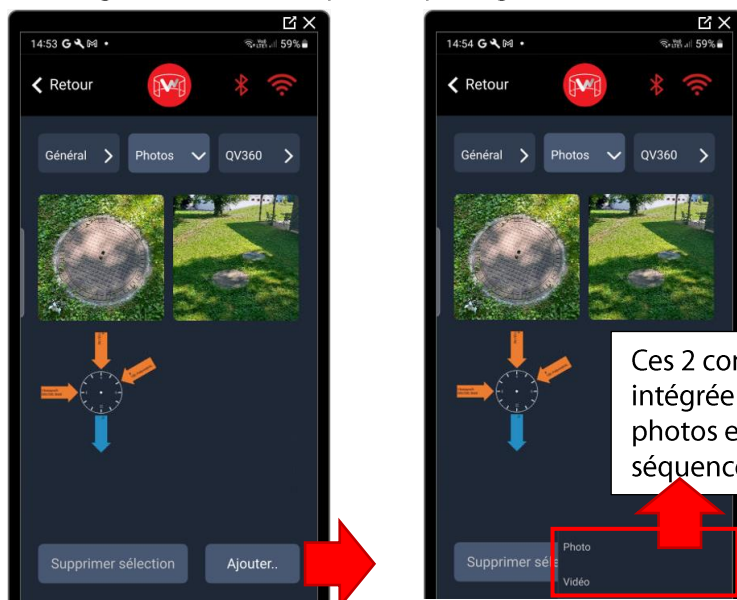 14:53 G
59%
Retour
Général
Photos
QV360
Supprimer sélection
Ajouter..
14:54 G
59%
Retour
Général
Photos
QV360
Ces 2 co
intégrée
photos e
séquenc
Supprimer séle
Photo
Vidéo